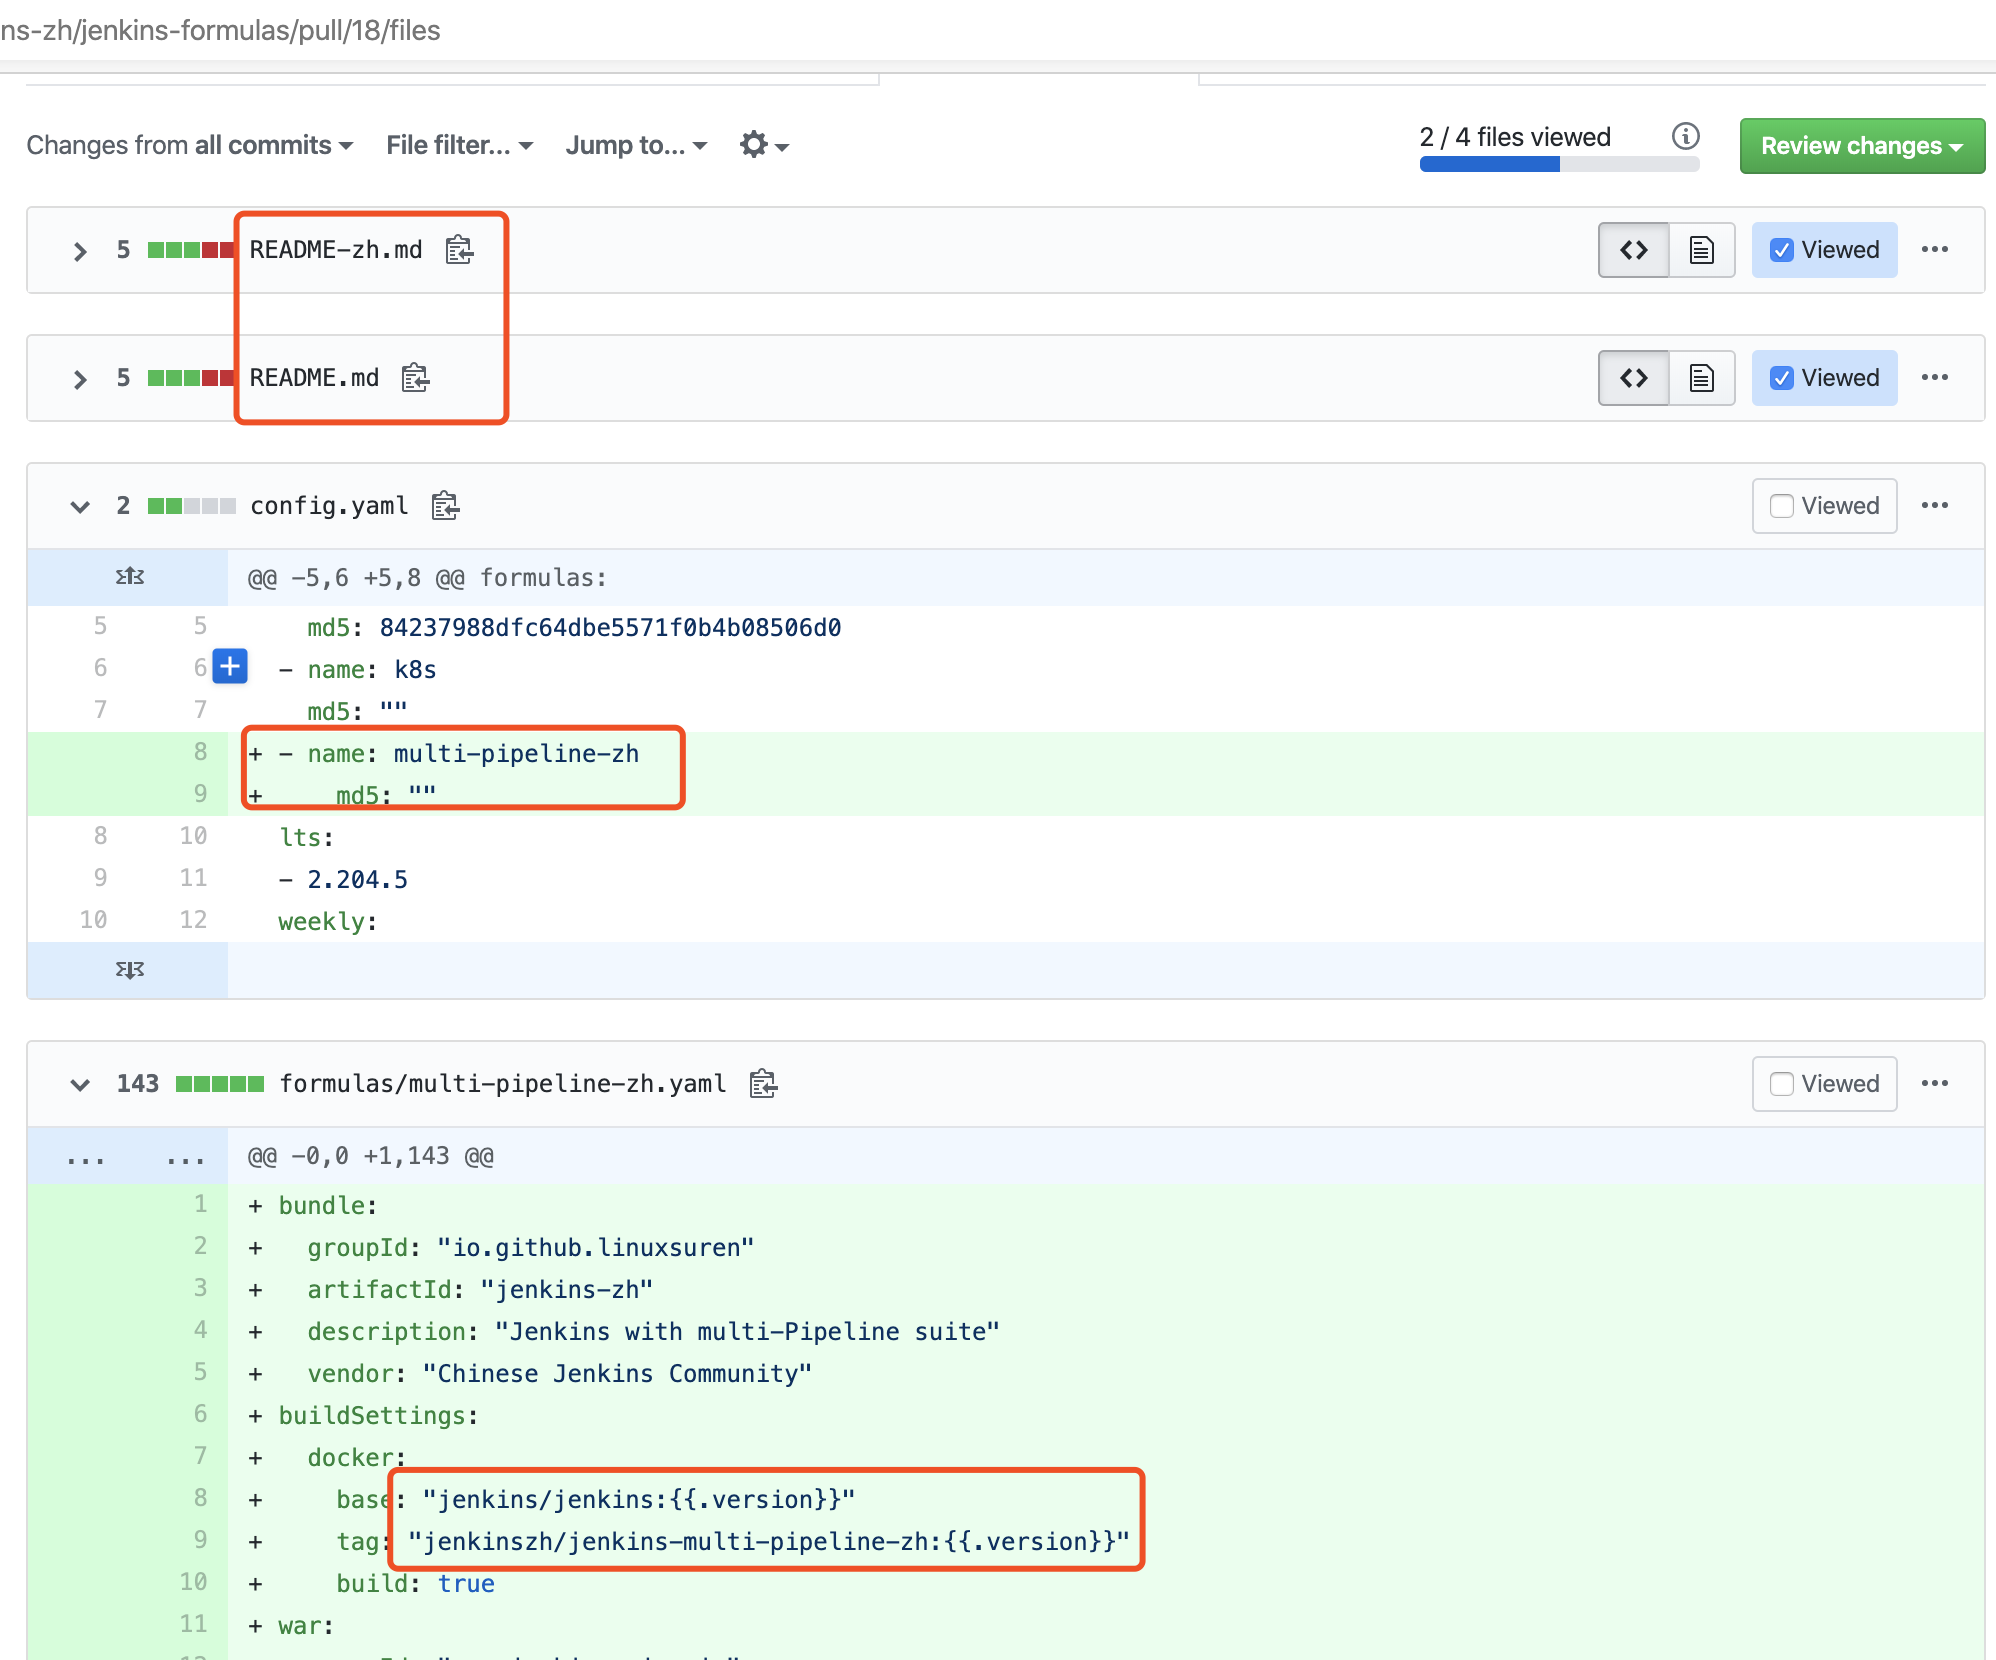 ns-zh/jenkins-formulas/pull/18/files
Changes from all commits File filter... Jump to... 2 / 4 files viewed Review changes
5 README-zh.md Viewed
5 README.md Viewed
2 config.yaml Viewed
@@ -5,6 +5,8 @@ formulas:
5 5 md5: 84237988dfc64dbe5571f0b4b08506d0
6 6 - name: k8s
7 7 md5: ""
8 + - name: multi-pipeline-zh
9 + md5: ""
8 10 lts:
9 11 - 2.204.5
10 12 weekly:
143 formulas/multi-pipeline-zh.yaml Viewed
... ... @@ -0,0 +1,143 @@
1 + bundle:
2 + groupId: "io.github.linuxsuren"
3 + artifactId: "jenkins-zh"
4 + description: "Jenkins with multi-Pipeline suite"
5 + vendor: "Chinese Jenkins Community"
6 + buildSettings:
7 + docker:
8 + base: "jenkins/jenkins:{{.version}}"
9 + tag: "jenkinszh/jenkins-multi-pipeline-zh:{{.version}}"
10 + build: true
11 + war: